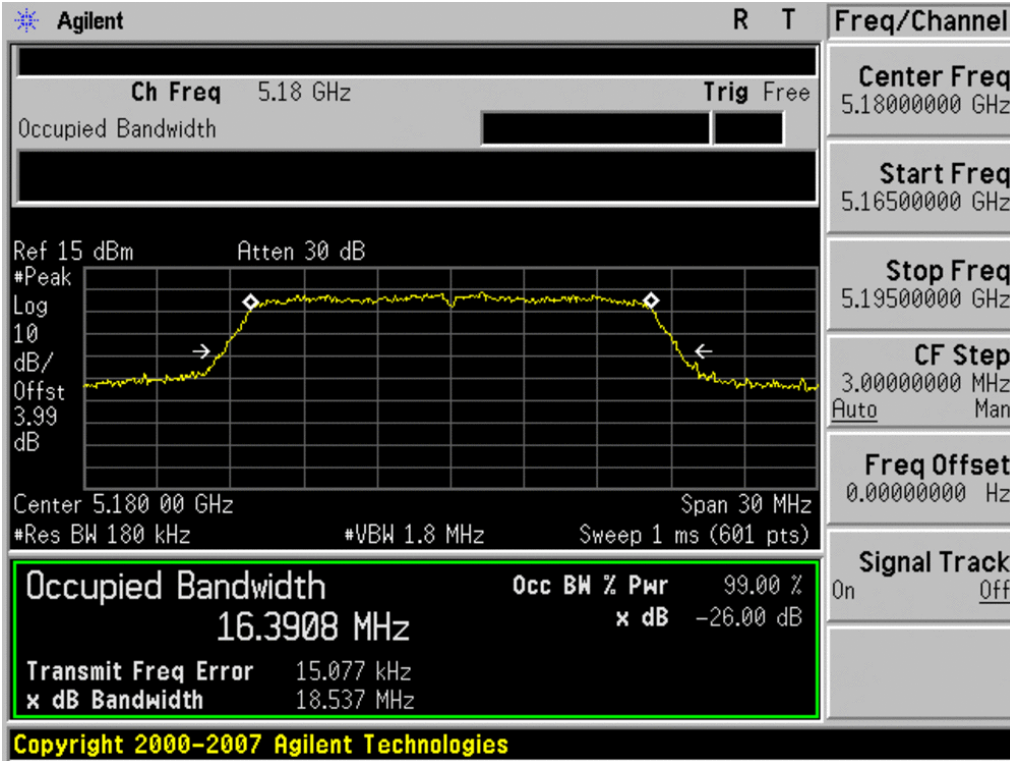 Agilent R T
Ch Freq 5.18 GHz Trig Free
Occupied Bandwidth
Ref 15 dBm Atten 30 dB
#Peak
Log
10
dB/
Offst
3.99
dB
Center 5.180 00 GHz Span 30 MHz
#Res BW 180 kHz #VBW 1.8 MHz Sweep 1 ms (601 pts)
Occupied Bandwidth Occ BW % Pwr 99.00 %
16.3908 MHz x dB -26.00 dB
Transmit Freq Error 15.077 kHz
x dB Bandwidth 18.537 MHz
Copyright 2000-2007 Agilent Technologies
Freq/Channel
Center Freq
5.18000000 GHz
Start Freq
5.16500000 GHz
Stop Freq
5.19500000 GHz
CF Step
3.00000000 MHz
Auto Man
Freq Offset
0.00000000 Hz
Signal Track
On Off